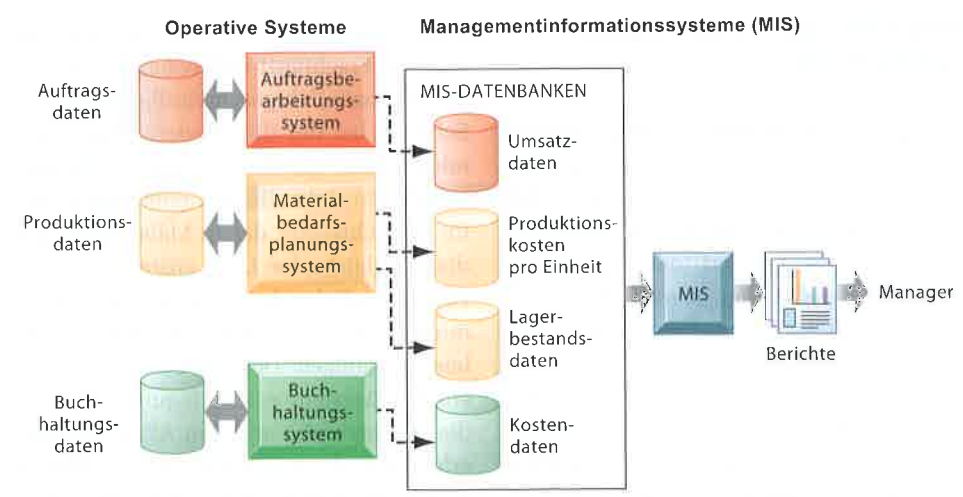 Operative Systeme
Managementinformationssysteme (MIS)
Auftrags-
daten
Auftragsbe-
arbeitungs-
system
MIS-DATENBANKEN
Umsatz-
daten
Produktions-
daten
Material-
bedarfs-
planungs-
system
Produktions-
kosten
pro Einheit
Lager-
bestands-
daten
Buch-
haltungs-
daten
Buch-
haltungs-
system
Kosten-
daten
MIS
Berichte
Manager